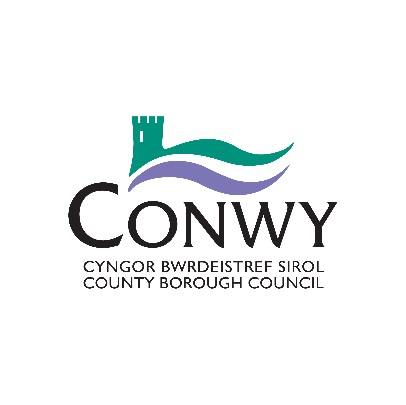 CONWY
CYNGOR BWRDEISTREF SIROL
COUNTY BOROUGH COUNCIL